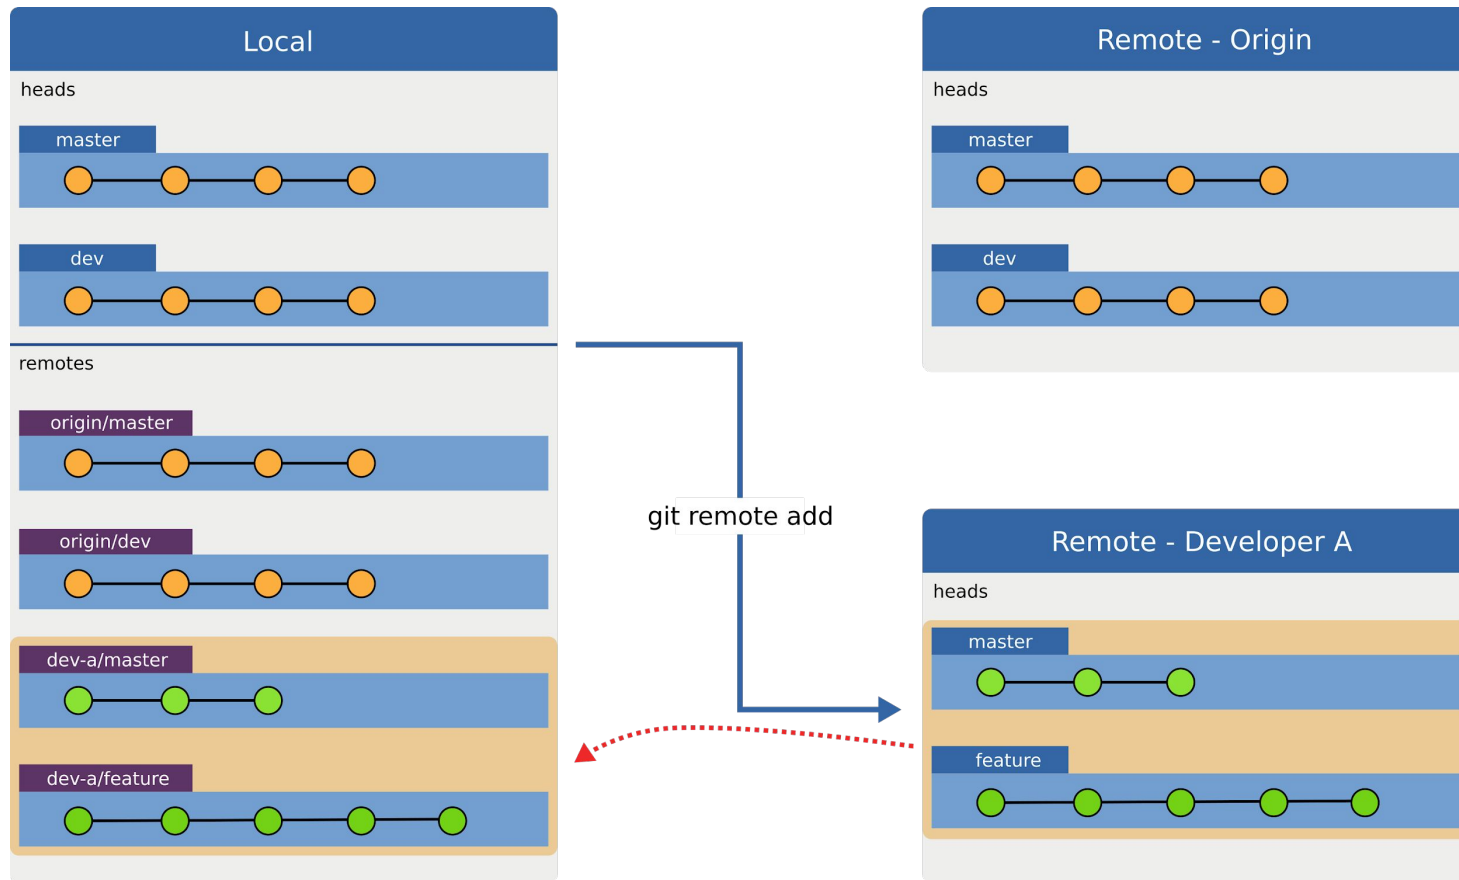 Local
heads
master
dev
remotes
origin/master
origin/dev
dev-a/master
dev-a/feature
git remote add
Remote - Origin
heads
master
dev
Remote - Developer A
heads
master
feature